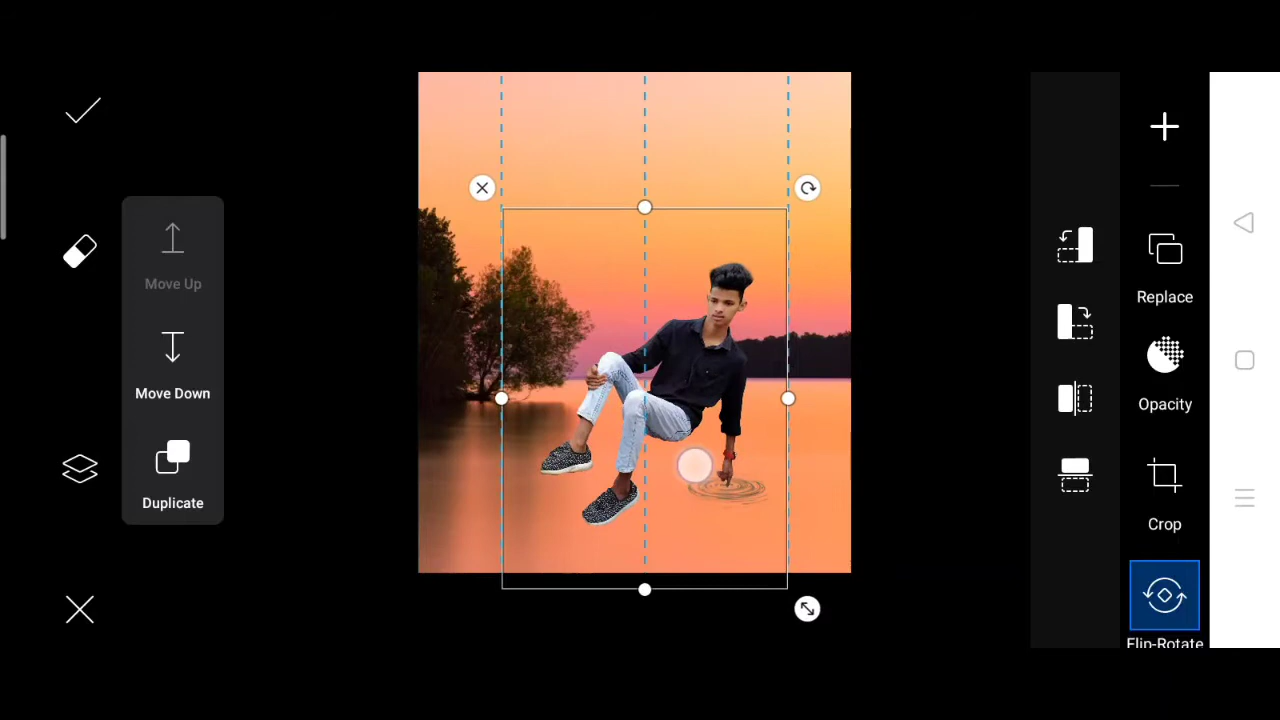 Move Up
Move Down
Duplicate
Replace
Opacity
Crop
Flip-Rotate